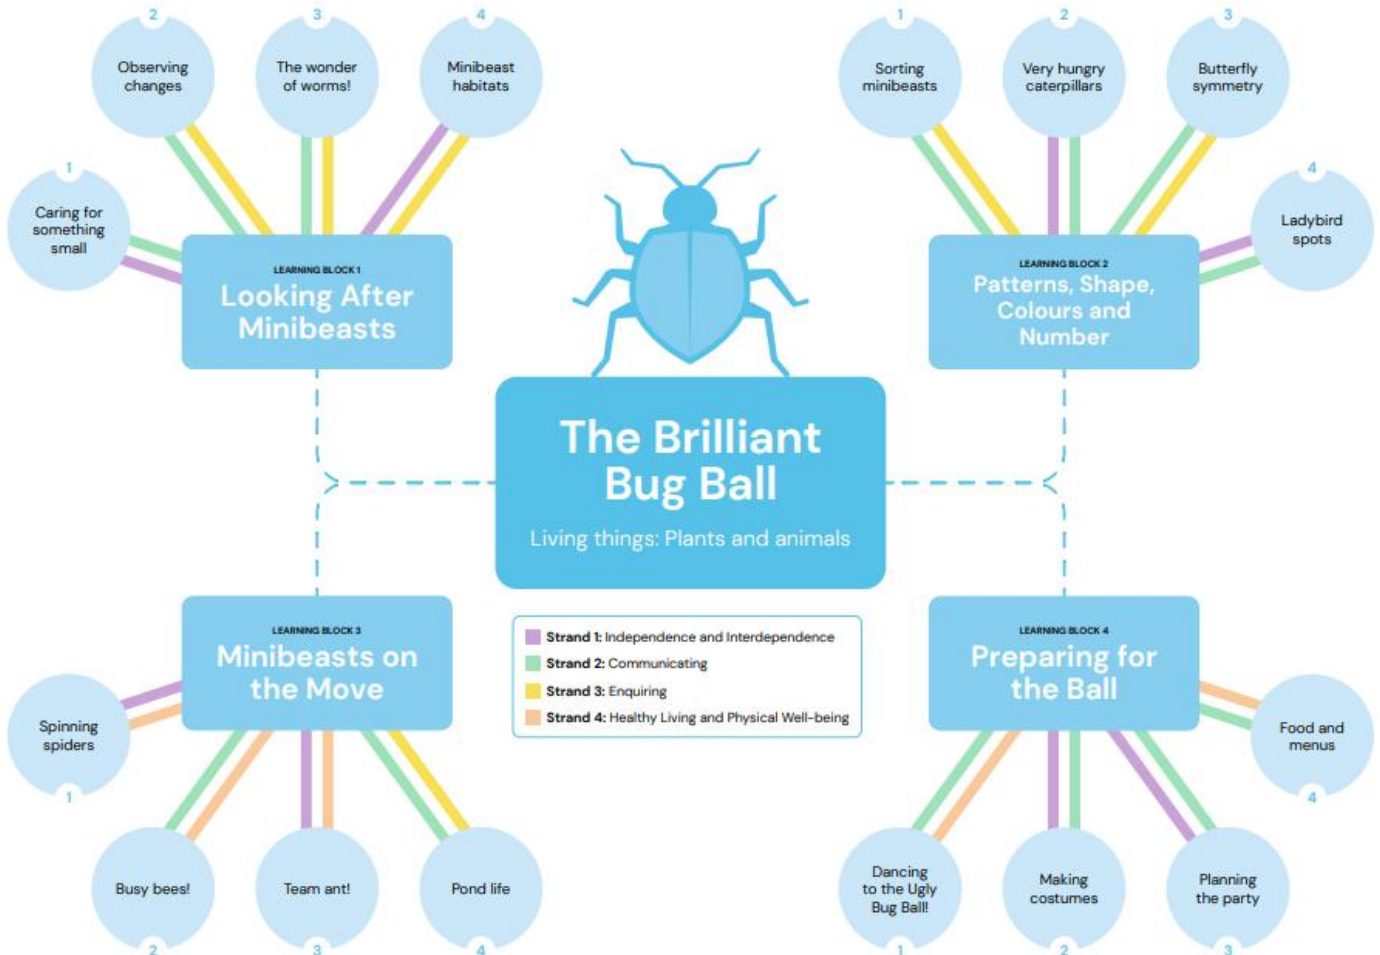 2
Observing
changes
3
The wonder
of worms!
4
Minibeast
habitats
1
Caring for
something
small
LEARNING BLOCK 1
Looking After
Minibeasts
1
Sorting
minibeasts
2
Very hungry
caterpillars
3
Butterfly
symmetry
4
Ladybird
spots
LEARNING BLOCK 2
Patterns, Shape,
Colours and
Number
The Brilliant
Bug Ball
Living things: Plants and animals
Strand 1: Independence and Interdependence
Strand 2: Communicating
Strand 3: Enquiring
Strand 4: Healthy Living and Physical Well-being
LEARNING BLOCK 3
Minibeasts on
the Move
Spinning
spiders
1
Busy bees!
2
Team ant!
3
Pond life
4
LEARNING BLOCK 4
Preparing for
the Ball
Food and
menus
4
Dancing
to the Ugly
Bug Ball!
1
Making
costumes
2
Planning
the party
3